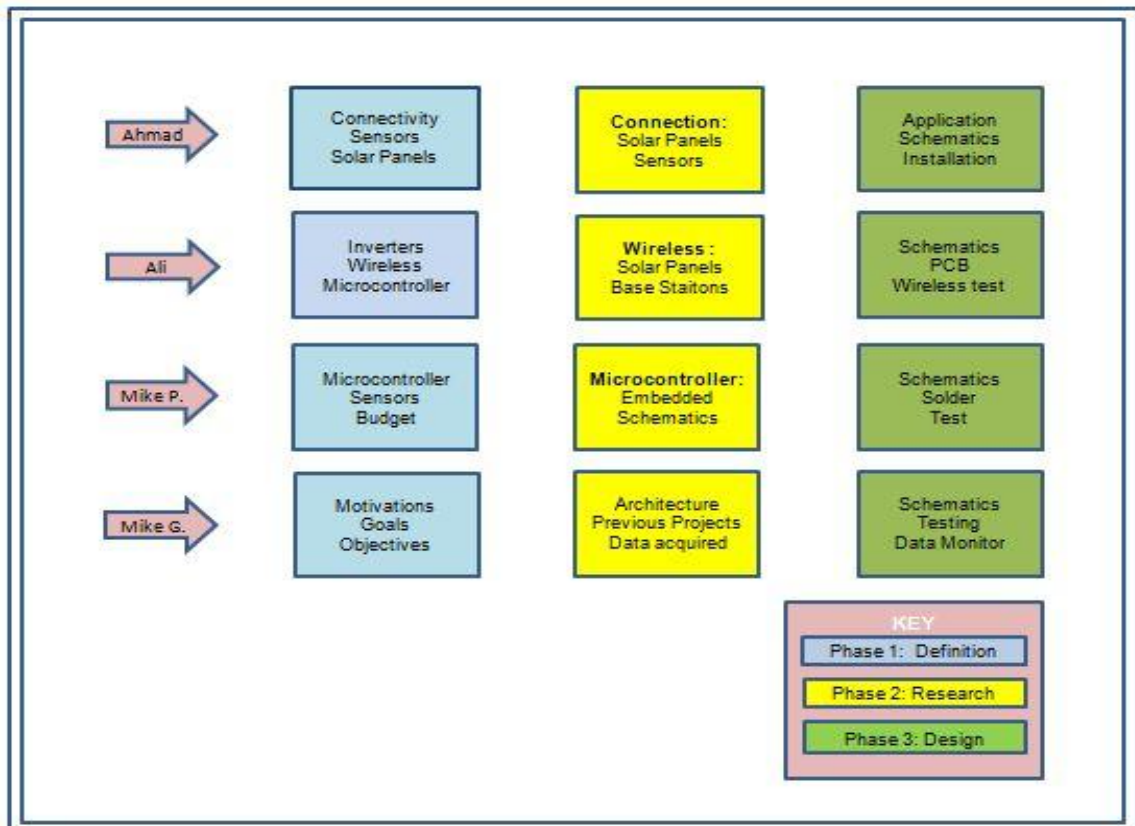 Ahmad
Connectivity
Sensors
Solar Panels
Connection:
Solar Panels
Sensors
Application
Schematics
Installation
Ali
Inverters
Wireless
Microcontroller
Wireless :
Solar Panels
Base Staitons
Schematics
PCB
Wireless test
Mike P.
Microcontroller
Sensors
Budget
Microcontroller:
Embedded
Schematics
Schematics
Solder
Test
Mike G.
Motivations
Goals
Objectives
Architecture
Previous Projects
Data acquired
Schematics
Testing
Data Monitor
KEY
Phase 1: Definition
Phase 2: Research
Phase 3: Design